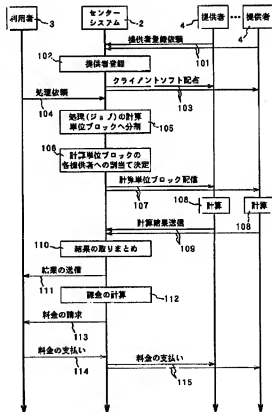 利用者 3
センター
システム 2
提供者 … 提供者
4
4
提供者登録依頼
101
102
提供者登録
クライアントソフト配布
103
処理依頼
104
処理(ジョブ)の計算
単位ブロックへ分割
105
106
計算単位ブロックの
各提供者への割当て決定
計算単位ブロック配信
107
108
計算
計算
108
計算結果送信
109
110
結果の取りまとめ
結果の送信
111
課金の計算
112
料金の請求
113
料金の支払い
114
料金の支払い
115